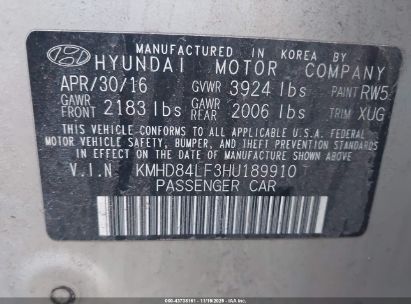 MANUFACTURED IN KOREA BY
HYUNDAI MOTOR COMPANY
APR/30/16 GVWR 3924 lbs PAINT RW5
GAWR FRONT 2183 lbs GAWR REAR 2006 lbs TRIM XUG
THIS VEHICLE CONFORMS TO ALL APPLICABLE U.S.A. FEDERAL
MOTOR VEHICLE SAFETY, BUMPER, AND THEFT PREVENTION STANDARDS
IN EFFECT ON THE DATE OF MANUFACTURE SHOWN ABOVE.
V.I.N KMHD84LF3HU189910
PASSENGER CAR